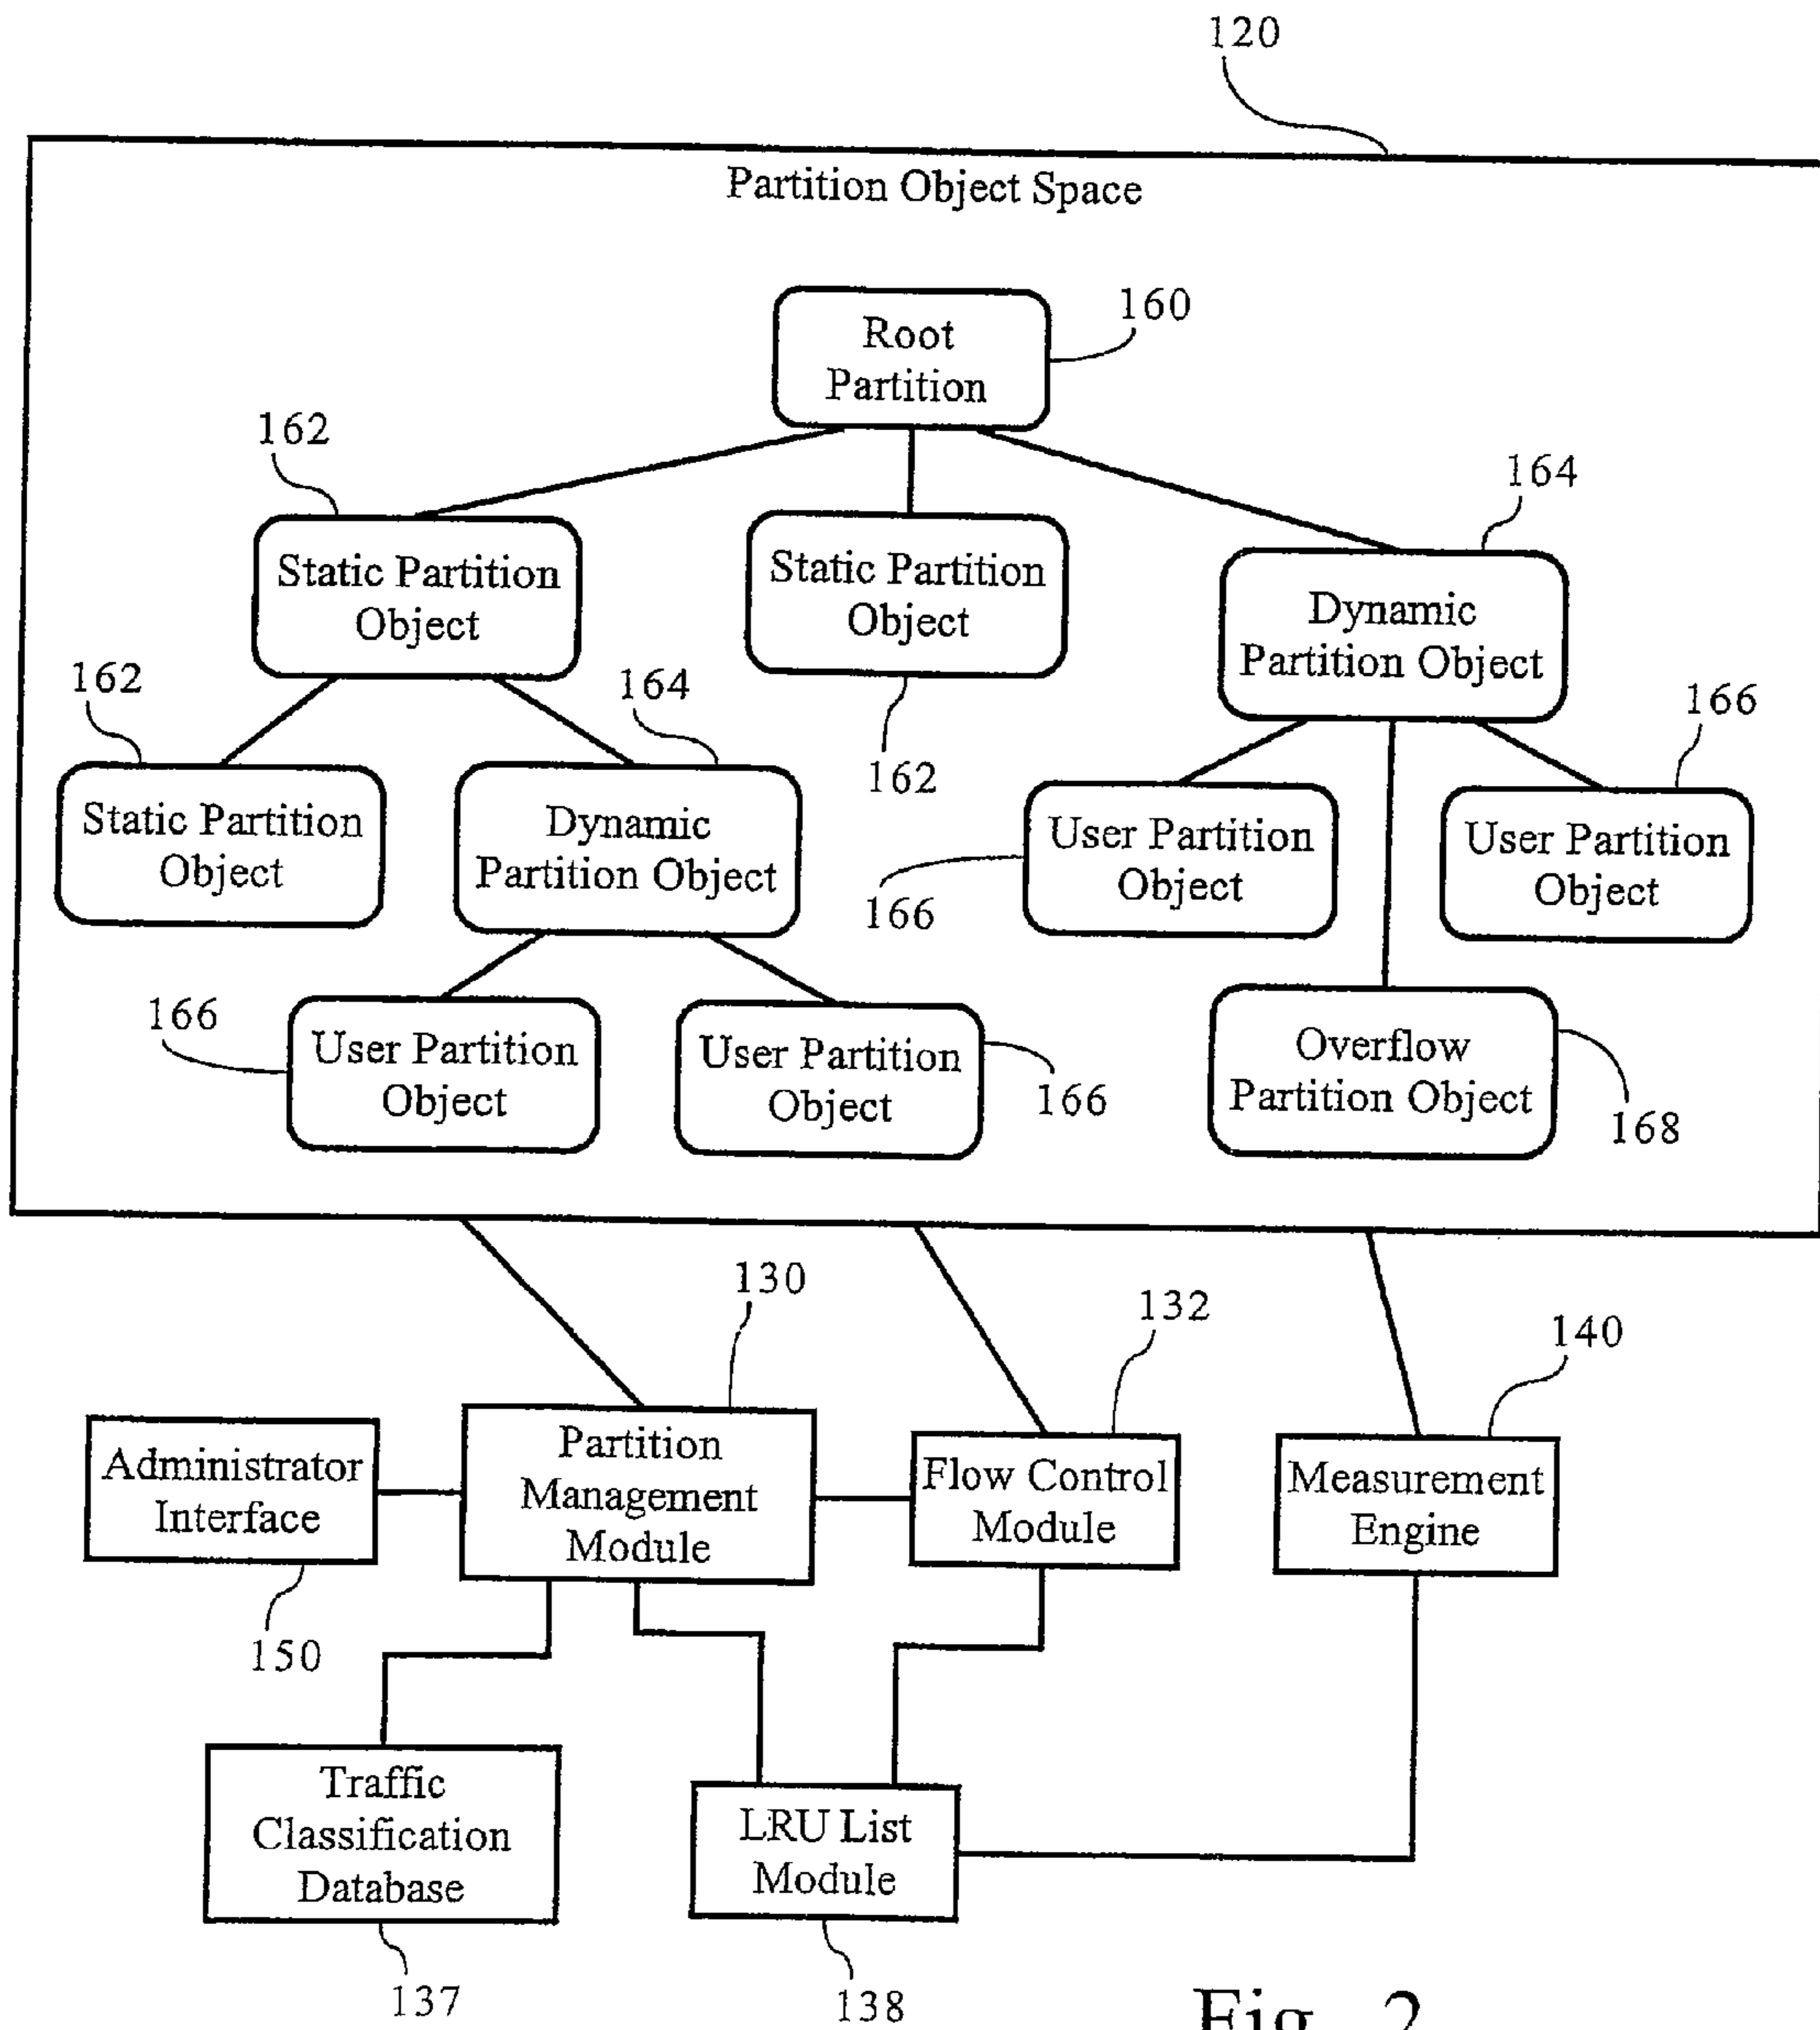 120
Partition Object Space
160
Root
Partition
162
164
Static Partition
Object
Static Partition
Object
Dynamic
Partition Object
162
164
162
166
Static Partition
Object
Dynamic
Partition Object
User Partition
Object
166
User Partition
Object
166
User Partition
Object
User Partition
Object
166
Overflow
Partition Object
168
130
132
140
Administrator
Interface
150
Partition
Management
Module
Flow Control
Module
Measurement
Engine
Traffic
Classification
Database
137
LRU List
Module
138
Fig. 2